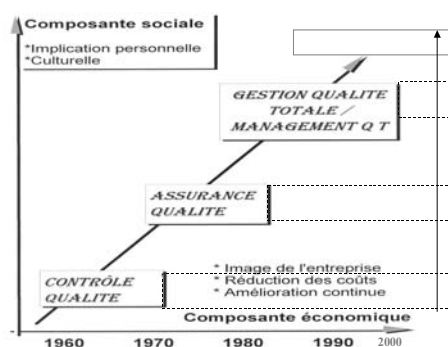 Composante sociale
*Implication personnelle
*Culturelle
GESTION QUALITE
TOTALE /
MANAGEMENT Q T
ASSURANCE
QUALITE
CONTRÔLE
QUALITE
* Image de l'entreprise
* Réduction des coûts
* Amélioration continue
Composante économique
1960 1970 1980 1990 2000